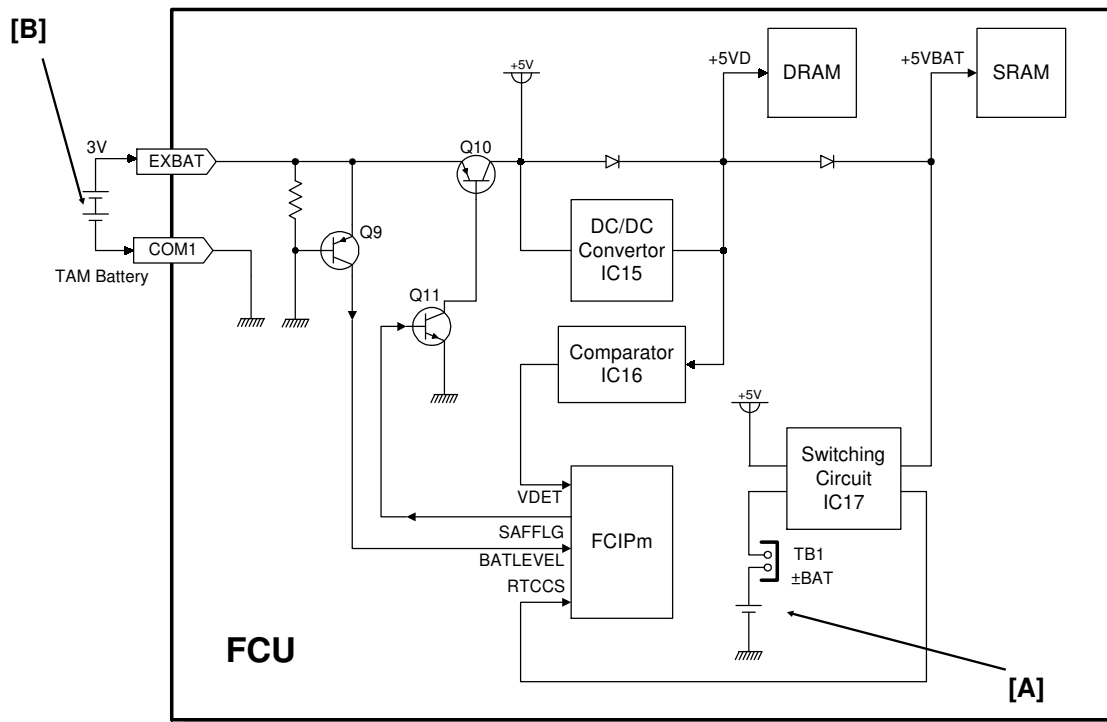 [B]
+5V
+5VD
DRAM
+5VBAT
SRAM
3V
EXBAT
Q10
COM1
Q9
TAM Battery
DC/DC
Convertor
IC15
Q11
Comparator
IC16
+5V
Switching
Circuit
IC17
VDET
SAFFLG
BATLEVEL
RTCCS
FCIPm
TB1
±BAT
FCU
[A]